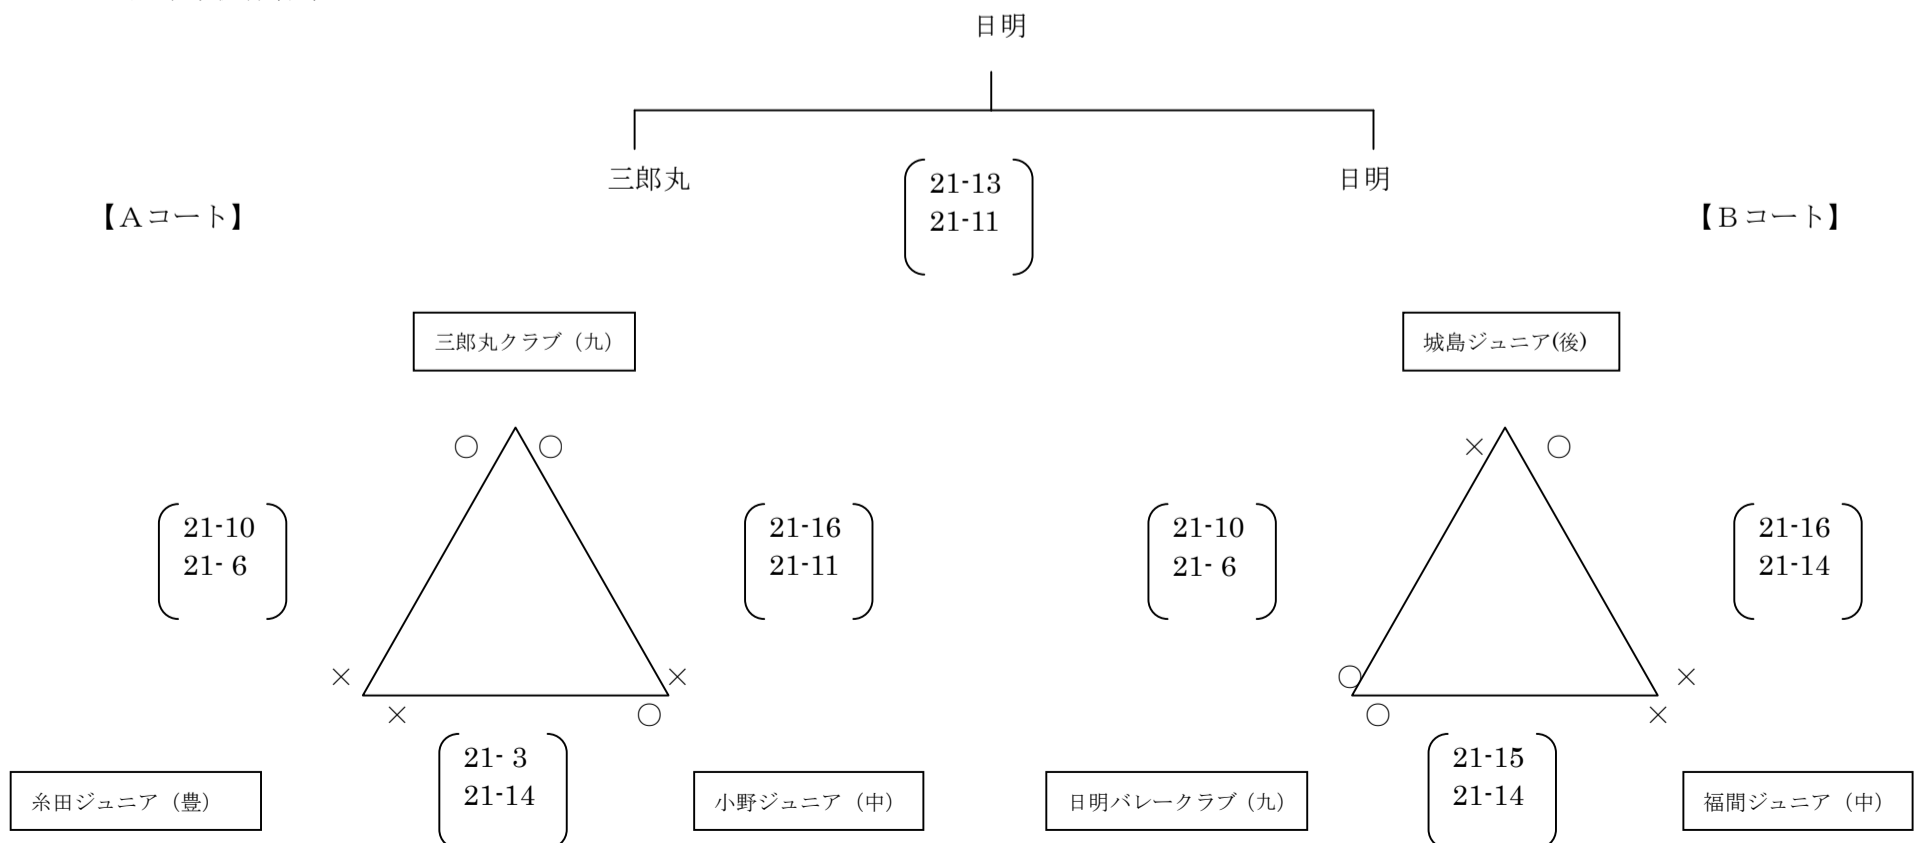 日明
三郎丸
21-13
21-11
日明
【Aコート】
【Bコート】
三郎丸クラブ（九）
城島ジュニア(後)
○ ○
× ○
21-10
21- 6
21-16
21-11
21-10
21- 6
21-16
21-14
× ×
× ○
○ ×
○ ×
21- 3
21-14
21-15
21-14
糸田ジュニア（豊）
小野ジュニア（中）
日明バレークラブ（九）
福間ジュニア（中）